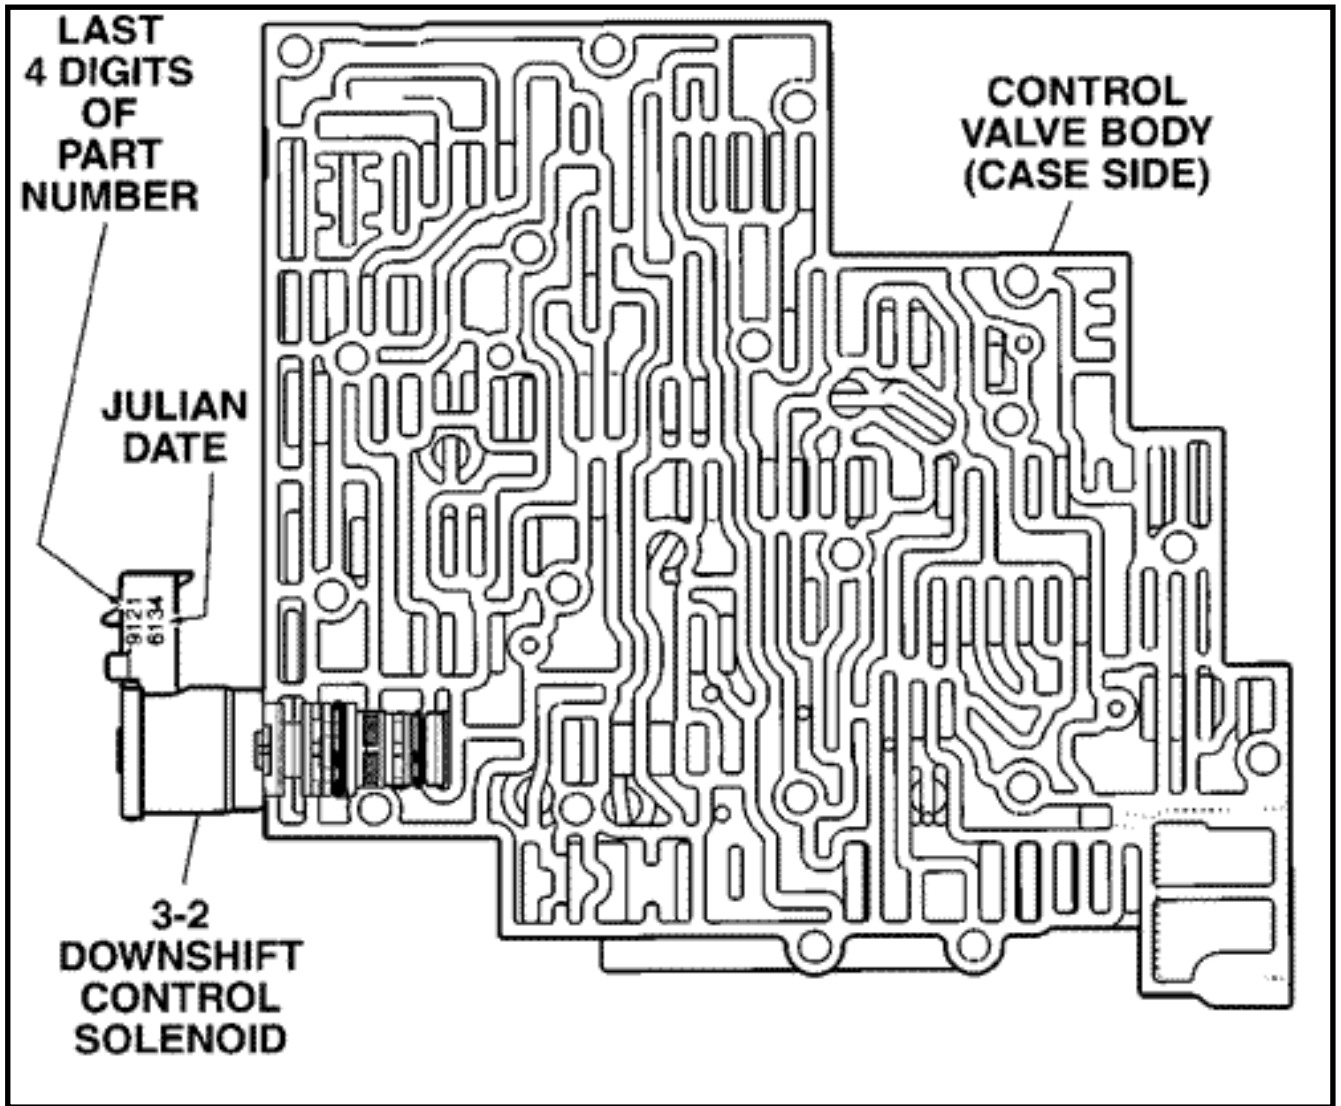 LAST
4 DIGITS
OF
PART
NUMBER
CONTROL
VALVE BODY
(CASE SIDE)
JULIAN
DATE
9121
6134
3-2
DOWNSHIFT
CONTROL
SOLENOID